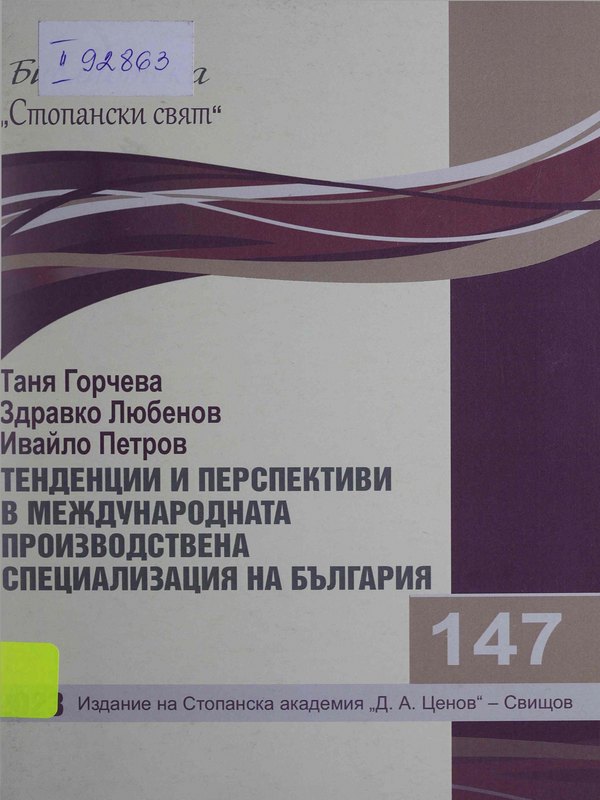 II 92863
„Стопански свят“
Таня Горчева
Здравко Любенов
Ивайло Петров
ТЕНДЕНЦИИ И ПЕРСПЕКТИВИ
В МЕЖДУНАРОДНАТА
ПРОИЗВОДСТВЕНА
СПЕЦИАЛИЗАЦИЯ НА БЪЛГАРИЯ
147
Издание на Стопанска академия „Д. А. Ценов“ – Свищов